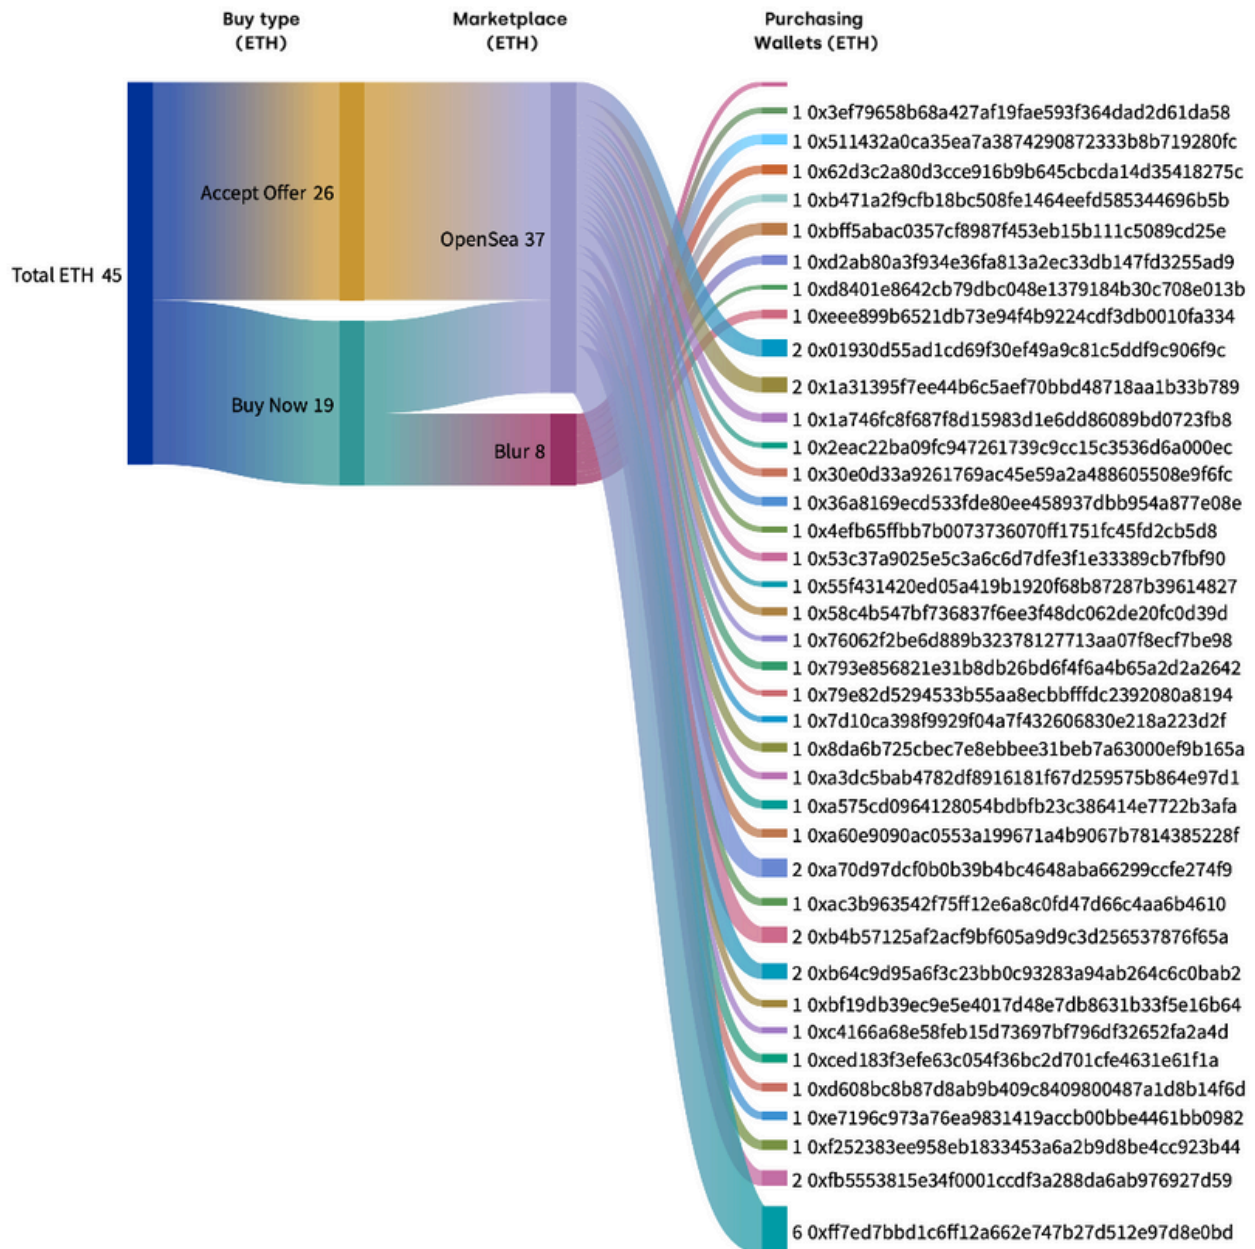 Buy type
(ETH)
Marketplace
(ETH)
Purchasing
Wallets (ETH)
Total ETH 45
Accept Offer 26
Buy Now 19
OpenSea 37
Blur 8
1 0x3ef79658b68a427af19fae593f364dad2d61da58
1 0x511432a0ca35ea7a3874290872333b8b719280fc
1 0x62d3c2a80d3cce916b9b645cbcda14d35418275c
1 0xb471a2f9cfb18bc508fe1464eefd585344696b5b
1 0xbff5abac0357cf8987f453eb15b111c5089cd25e
1 0xd2ab80a3f934e36fa813a2ec33db147fd3255ad9
1 0xd8401e8642cb79dbc048e1379184b30c708e013b
1 0xeee899b6521db73e94f4b9224cdf3db0010fa334
2 0x01930d55ad1cd69f30ef49a9c81c5ddf9c906f9c
2 0x1a31395f7ee44b6c5aef70bbd48718aa1b33b789
1 0x1a746fc8f687f8d15983d1e6dd86089bd0723fb8
1 0x2eac22ba09fc947261739c9cc15c3536d6a000ec
1 0x30e0d33a9261769ac45e59a2a488605508e9f6fc
1 0x36a8169ecd533fde80ee458937dbb954a877e08e
1 0x4efb65ffbb7b0073736070ff1751fc45fd2cb5d8
1 0x53c37a9025e5c3a6c6d7dfe3f1e33389cb7fbf90
1 0x55f431420ed05a419b1920f68b87287b39614827
1 0x58c4b547bf736837f6ee3f48dc062de20fc0d39d
1 0x76062f2be6d889b32378127713aa07f8ecf7be98
1 0x793e856821e31b8db26bd6f4f6a4b65a2d2a2642
1 0x79e82d5294533b55aa8ecbbfffdc2392080a8194
1 0x7d10ca398f9929f04a7f432606830e218a223d2f
1 0x8da6b725cbec7e8ebbee31beb7a63000ef9b165a
1 0xa3dc5bab4782df8916181f67d259575b864e97d1
1 0xa575cd0964128054bdbfb23c386414e7722b3afa
1 0xa60e9090ac0553a199671a4b9067b7814385228f
2 0xa70d97dcf0b0b39b4bc4648aba66299ccfe274f9
1 0xac3b963542f75ff12e6a8c0fd47d66c4aa6b4610
2 0xb4b57125af2acf9bf605a9d9c3d256537876f65a
2 0xb64c9d95a6f3c23bb0c93283a94ab264c6c0bab2
1 0xbf19db39ec9e5e4017d48e7db8631b33f5e16b64
1 0xc4166a68e58feb15d73697bf796df32652fa2a4d
1 0xced183f3efe63c054f36bc2d701cfe4631e61f1a
1 0xd608bc8b87d8ab9b409c8409800487a1d8b14f6d
1 0xe7196c973a76ea9831419accb00bbe4461bb0982
1 0xf252383ee958eb1833453a6a2b9d8be4cc923b44
2 0xfb5553815e34f0001ccdf3a288da6ab976927d59
6 0xff7ed7bbd1c6ff12a662e747b27d512e97d8e0bd